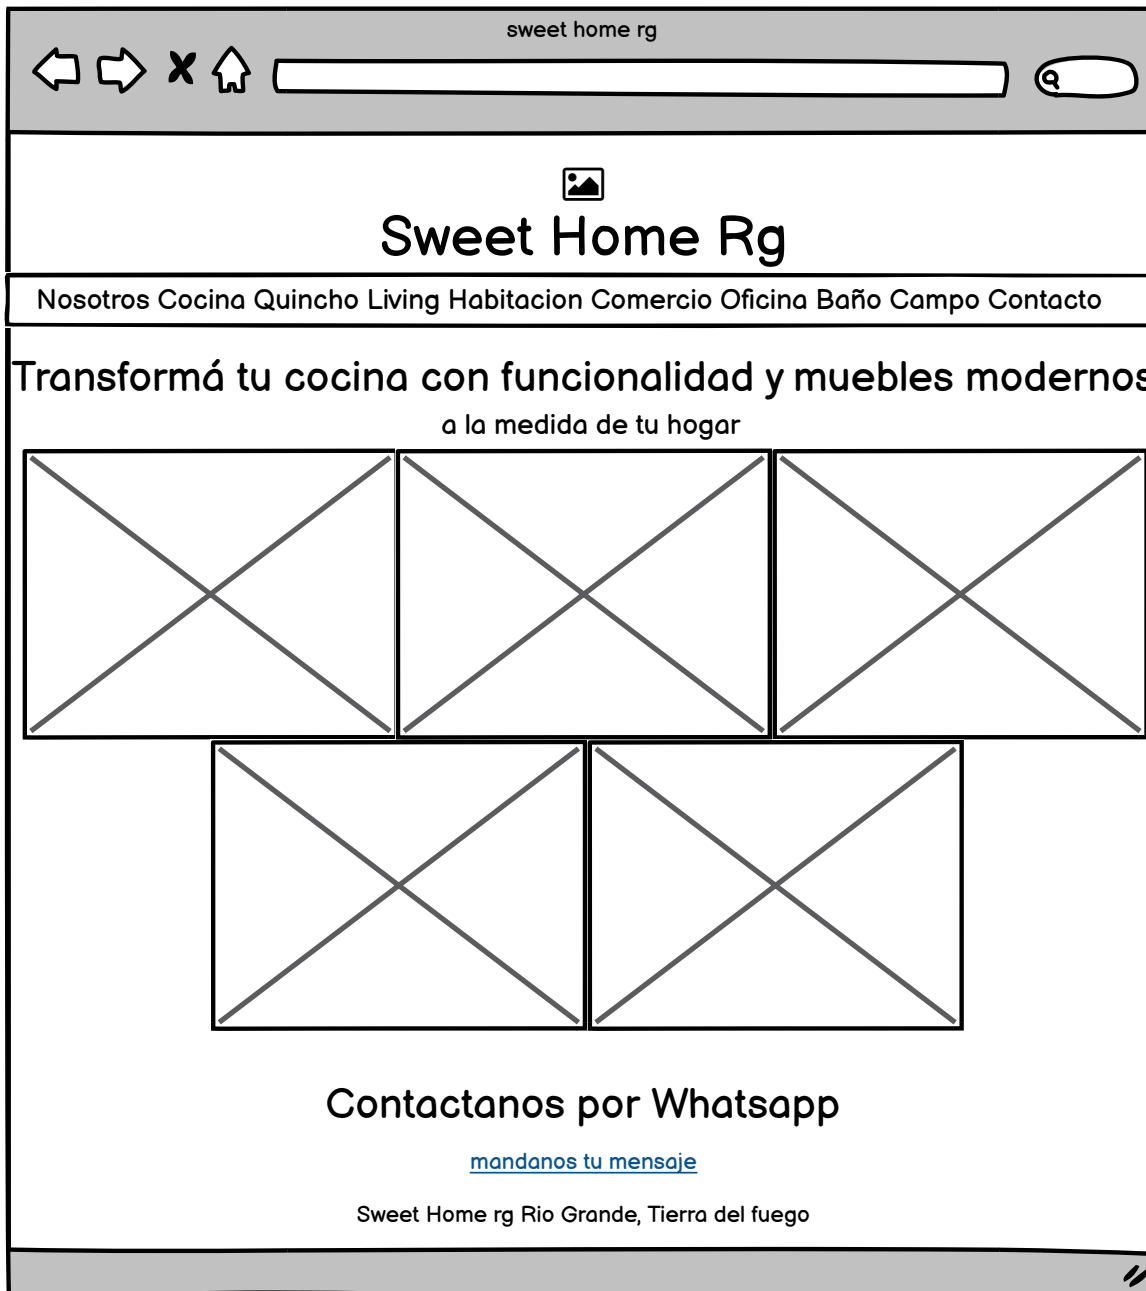 sweet home rg
Sweet Home Rg
Nosotros Cocina Quincho Living Habitacion Comercio Oficina Baño Campo Contacto
Transformá tu cocina con funcionalidad y muebles modernos
a la medida de tu hogar
Contactanos por Whatsapp
mandanos tu mensaje
Sweet Home rg Rio Grande, Tierra del fuego